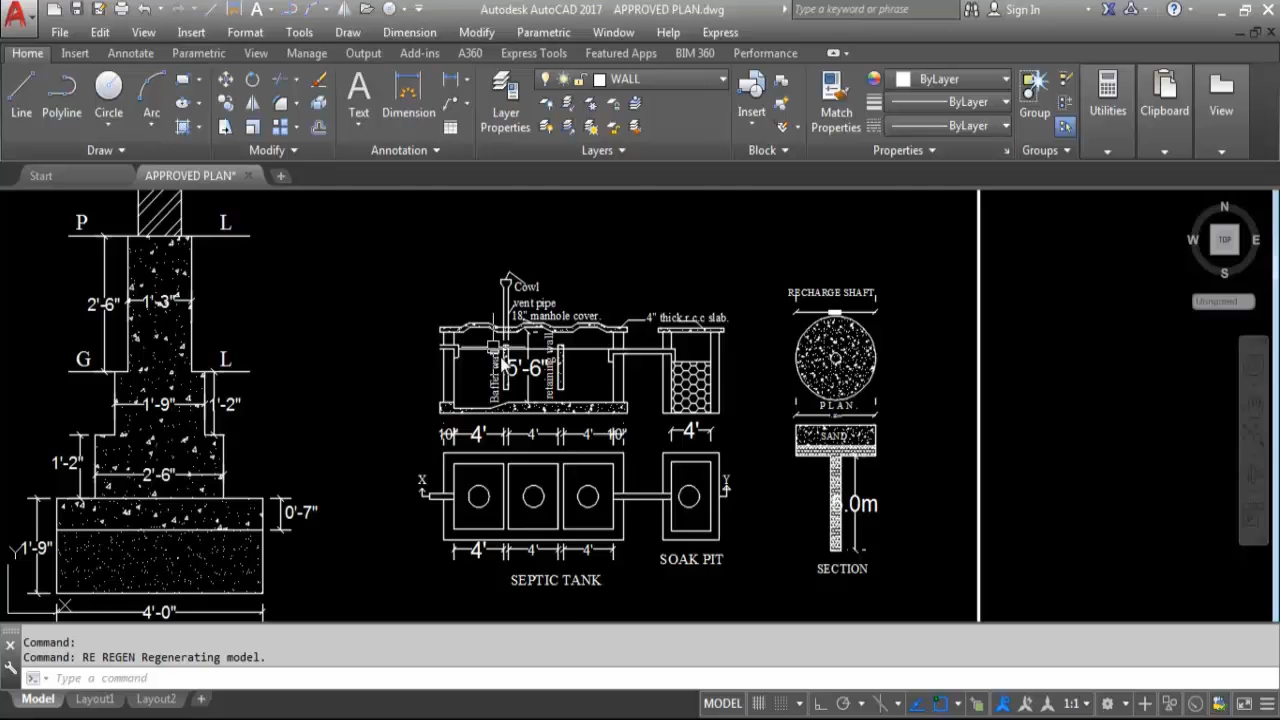 Autodesk AutoCAD 2017 APPROVED PLAN.dwg
Type a keyword or phrase
Sign In
File Edit View Insert Format Tools Draw Dimension Modify Parametric Window Help Express
Home Insert Annotate Parametric View Manage Output Add-ins A360 Express Tools Featured Apps BIM 360 Performance
Line Polyline Circle Arc
Text Dimension
Layer Properties
WALL
Insert
Match Properties
ByLayer
ByLayer
ByLayer
Group
Utilities
Clipboard
View
Draw Modify Annotation Layers Block Properties Groups
Start APPROVED PLAN*
P L
2'-6"
1'-3"
G L
1'-9"
1'-2"
1'-2"
2'-6"
0'-7"
1'-9"
4'-0"
Cowl
vent pipe
18" manhole cover.
4" thick r.c.c slab.
retaining wall
5'-6"
10" 4' 4' 4' 10"
4'
X Y
4' 4' 4'
SEPTIC TANK
SOAK PIT
RECHARGE SHAFT
PLAN.
SAND
.0m
SECTION
N
W TOP E
S
Unnamed
Y
X
Command:
Command: RE REGEN Regenerating model.
Type a command
Model Layout1 Layout2
MODEL
1:1